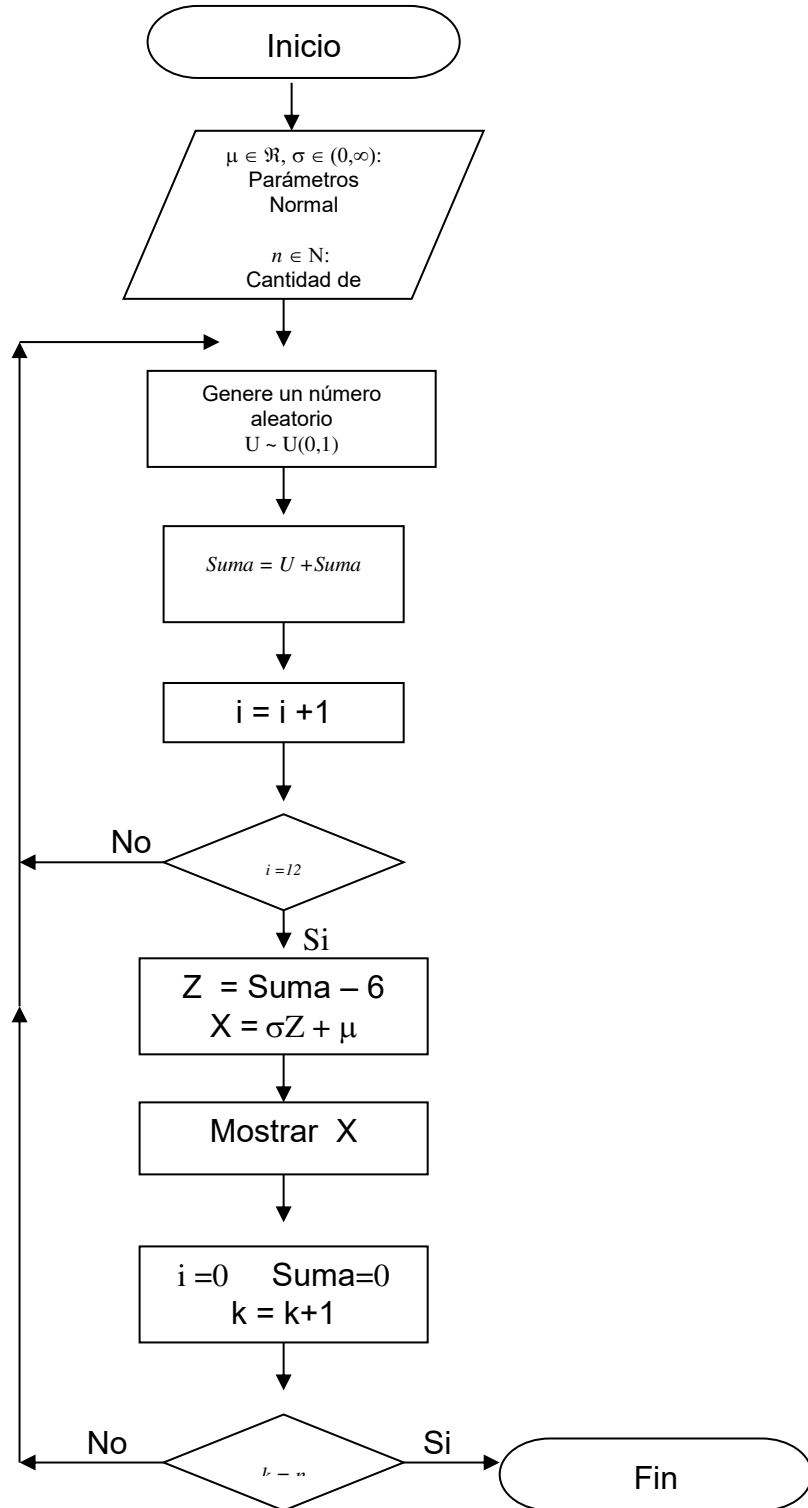 Inicio
μ ∈ ℜ, σ ∈ (0,∞):
Parámetros
Normal
n ∈ N:
Cantidad de
Genere un número
aleatorio
U ~ U(0,1)
Suma = U +Suma
i = i +1
No
i =12
Si
Z = Suma – 6
X = σZ + μ
Mostrar X
i =0 Suma=0
k = k+1
No
k = n
Si
Fin